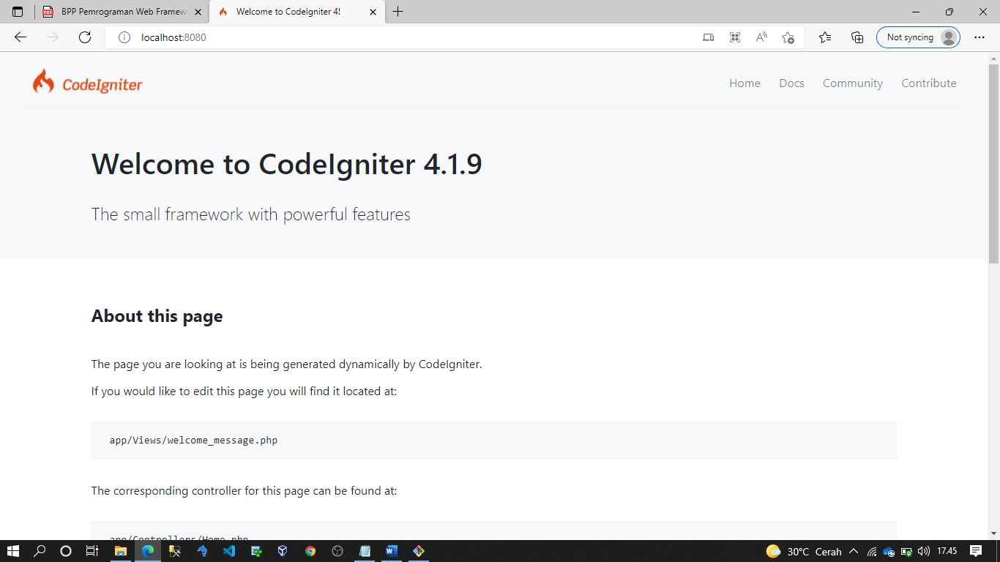 BPP Pemrograman Web Framew
Welcome to CodeIgniter 4!
localhost:8080
Not syncing
CodeIgniter
Home Docs Community Contribute
Welcome to CodeIgniter 4.1.9
The small framework with powerful features
About this page
The page you are looking at is being generated dynamically by CodeIgniter.
If you would like to edit this page you will find it located at:
app/Views/welcome_message.php
The corresponding controller for this page can be found at:
app/Controllers/Home.php
30°C Cerah 17.45